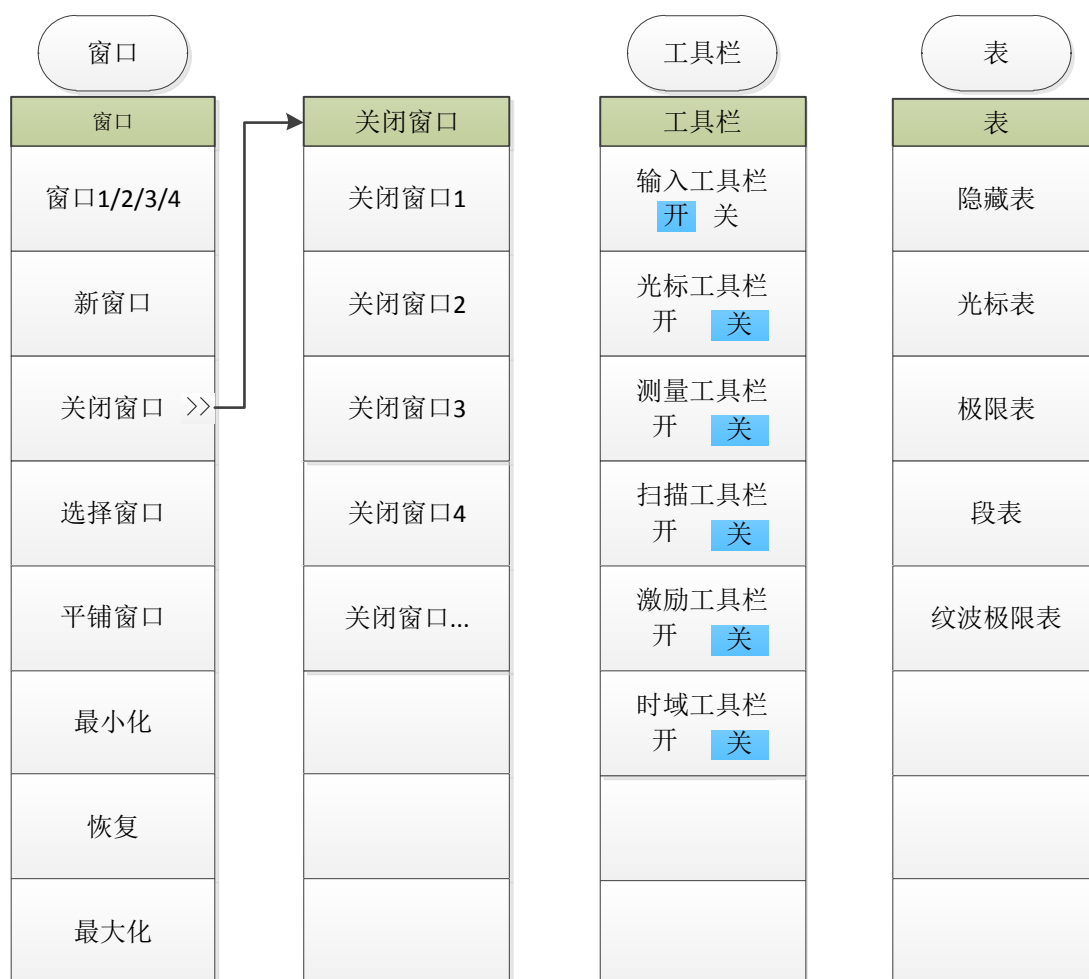 窗口
窗口
窗口1/2/3/4
新窗口
关闭窗口 >>
选择窗口
平铺窗口
最小化
恢复
最大化
关闭窗口
关闭窗口1
关闭窗口2
关闭窗口3
关闭窗口4
关闭窗口...
工具栏
工具栏
输入工具栏
开 关
光标工具栏
开 关
测量工具栏
开 关
扫描工具栏
开 关
激励工具栏
开 关
时域工具栏
开 关
表
表
隐藏表
光标表
极限表
段表
纹波极限表